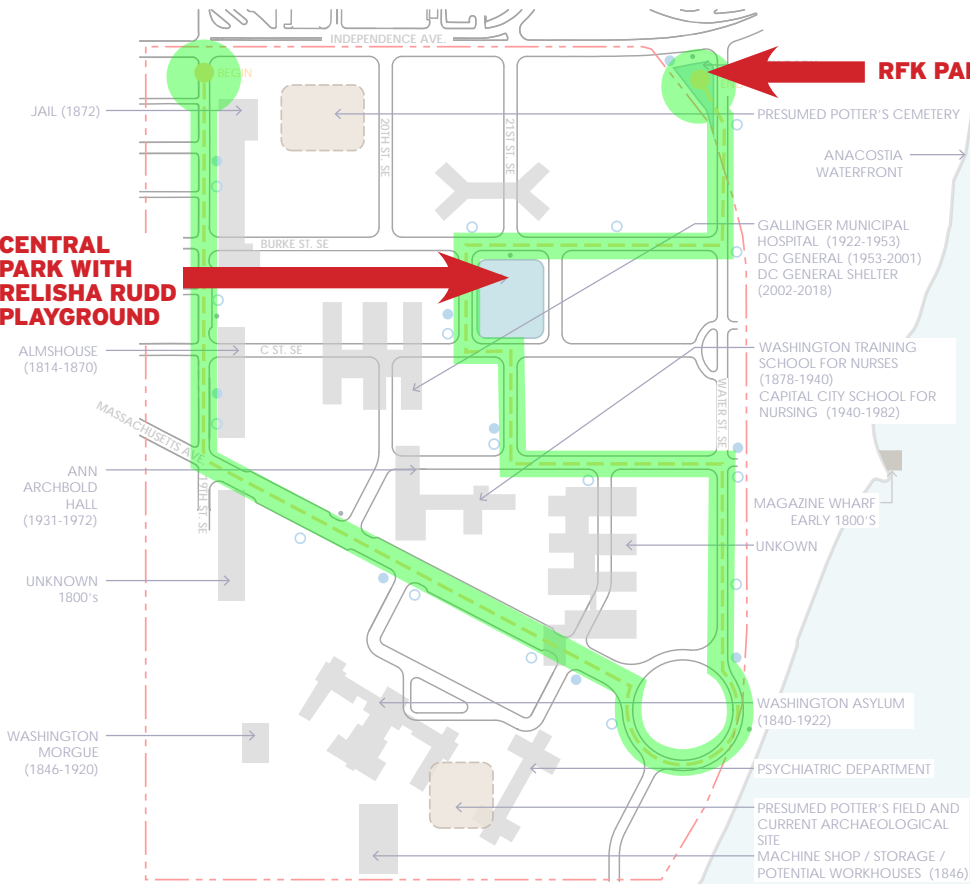 INDEPENDENCE AVE.
BEGIN
RFK PAR
JAIL (1872)
PRESUMED POTTER'S CEMETERY
20TH ST. SE
21ST ST. SE
ANACOSTIA
WATERFRONT
CENTRAL
PARK WITH
RELISHA RUDD
PLAYGROUND
BURKE ST. SE
GALLINGER MUNICIPAL
HOSPITAL (1922-1953)
DC GENERAL (1953-2001)
DC GENERAL SHELTER
(2002-2018)
ALMSHOUSE
(1814-1870)
C ST. SE
WASHINGTON TRAINING
SCHOOL FOR NURSES
(1878-1940)
CAPITAL CITY SCHOOL FOR
NURSING (1940-1982)
WATER ST. SE
MASSACHUSETTS AVE.
19TH ST. SE
ANN
ARCHBOLD
HALL
(1931-1972)
MAGAZINE WHARF
EARLY 1800'S
UNKOWN
UNKNOWN
1800's
WASHINGTON ASYLUM
(1840-1922)
WASHINGTON
MORGUE
(1846-1920)
PSYCHIATRIC DEPARTMENT
PRESUMED POTTER'S FIELD AND
CURRENT ARCHAEOLOGICAL
SITE
MACHINE SHOP / STORAGE /
POTENTIAL WORKHOUSES (1846)